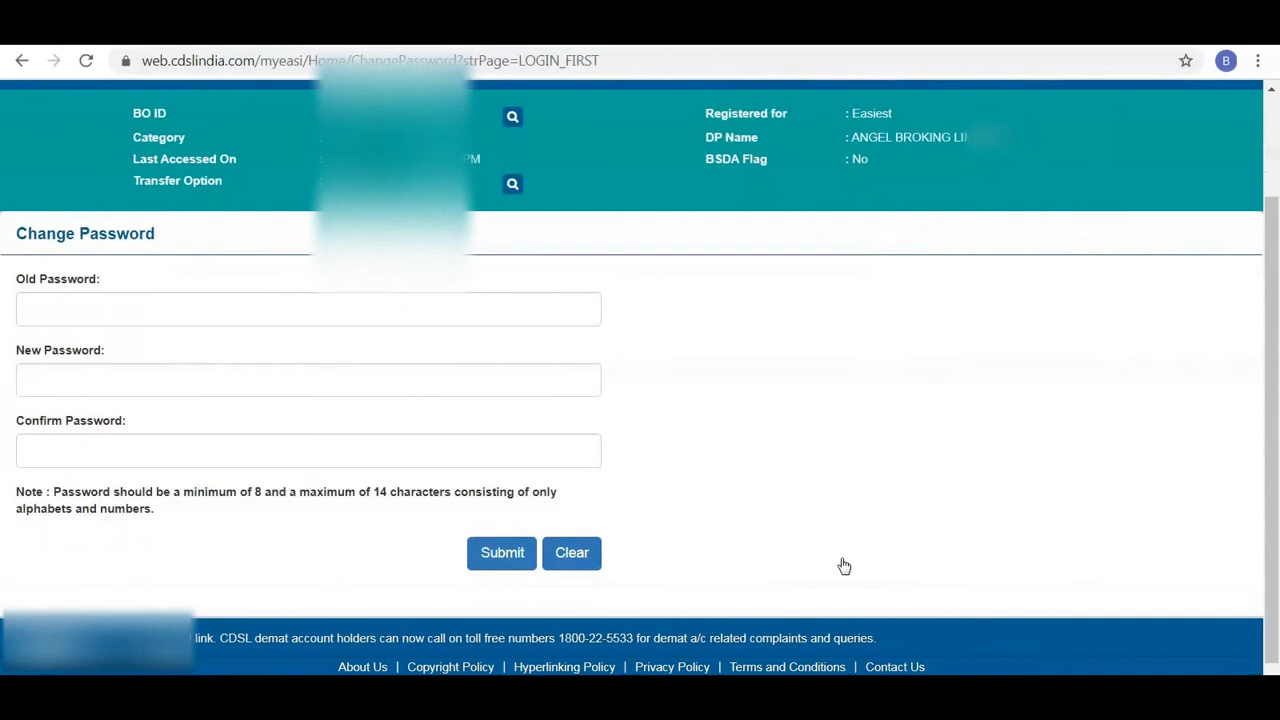 web.cdslindia.com/myeasi/Home/ChangePassword?strPage=LOGIN_FIRST
B
BO ID
Registered for : Easiest
Category
DP Name : ANGEL BROKING
Last Accessed On : PM
BSDA Flag : No
Transfer Option
Change Password
Old Password:
New Password:
Confirm Password:
Note : Password should be a minimum of 8 and a maximum of 14 characters consisting of only
alphabets and numbers.
Submit Clear
link. CDSL demat account holders can now call on toll free numbers 1800-22-5533 for demat a/c related complaints and queries.
About Us | Copyright Policy | Hyperlinking Policy | Privacy Policy | Terms and Conditions | Contact Us